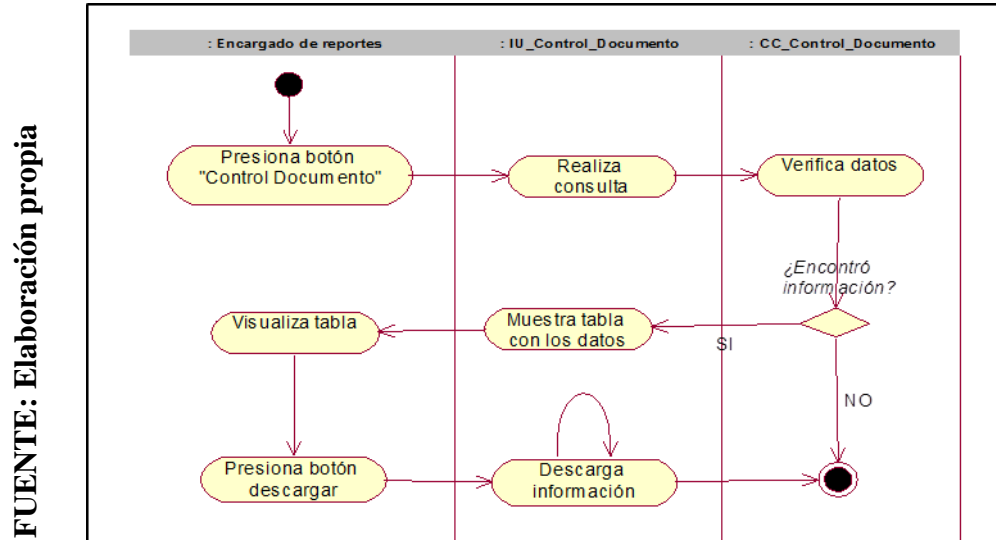 FUENTE: Elaboración propia
: Encargado de reportes
: IU_Control_Documento
: CC_Control_Documento
Presiona botón
"Control Documento"
Realiza
consulta
Verifica datos
¿Encontró
información?
Visualiza tabla
Muestra tabla
con los datos
SI
NO
Presiona botón
descargar
Descarga
información